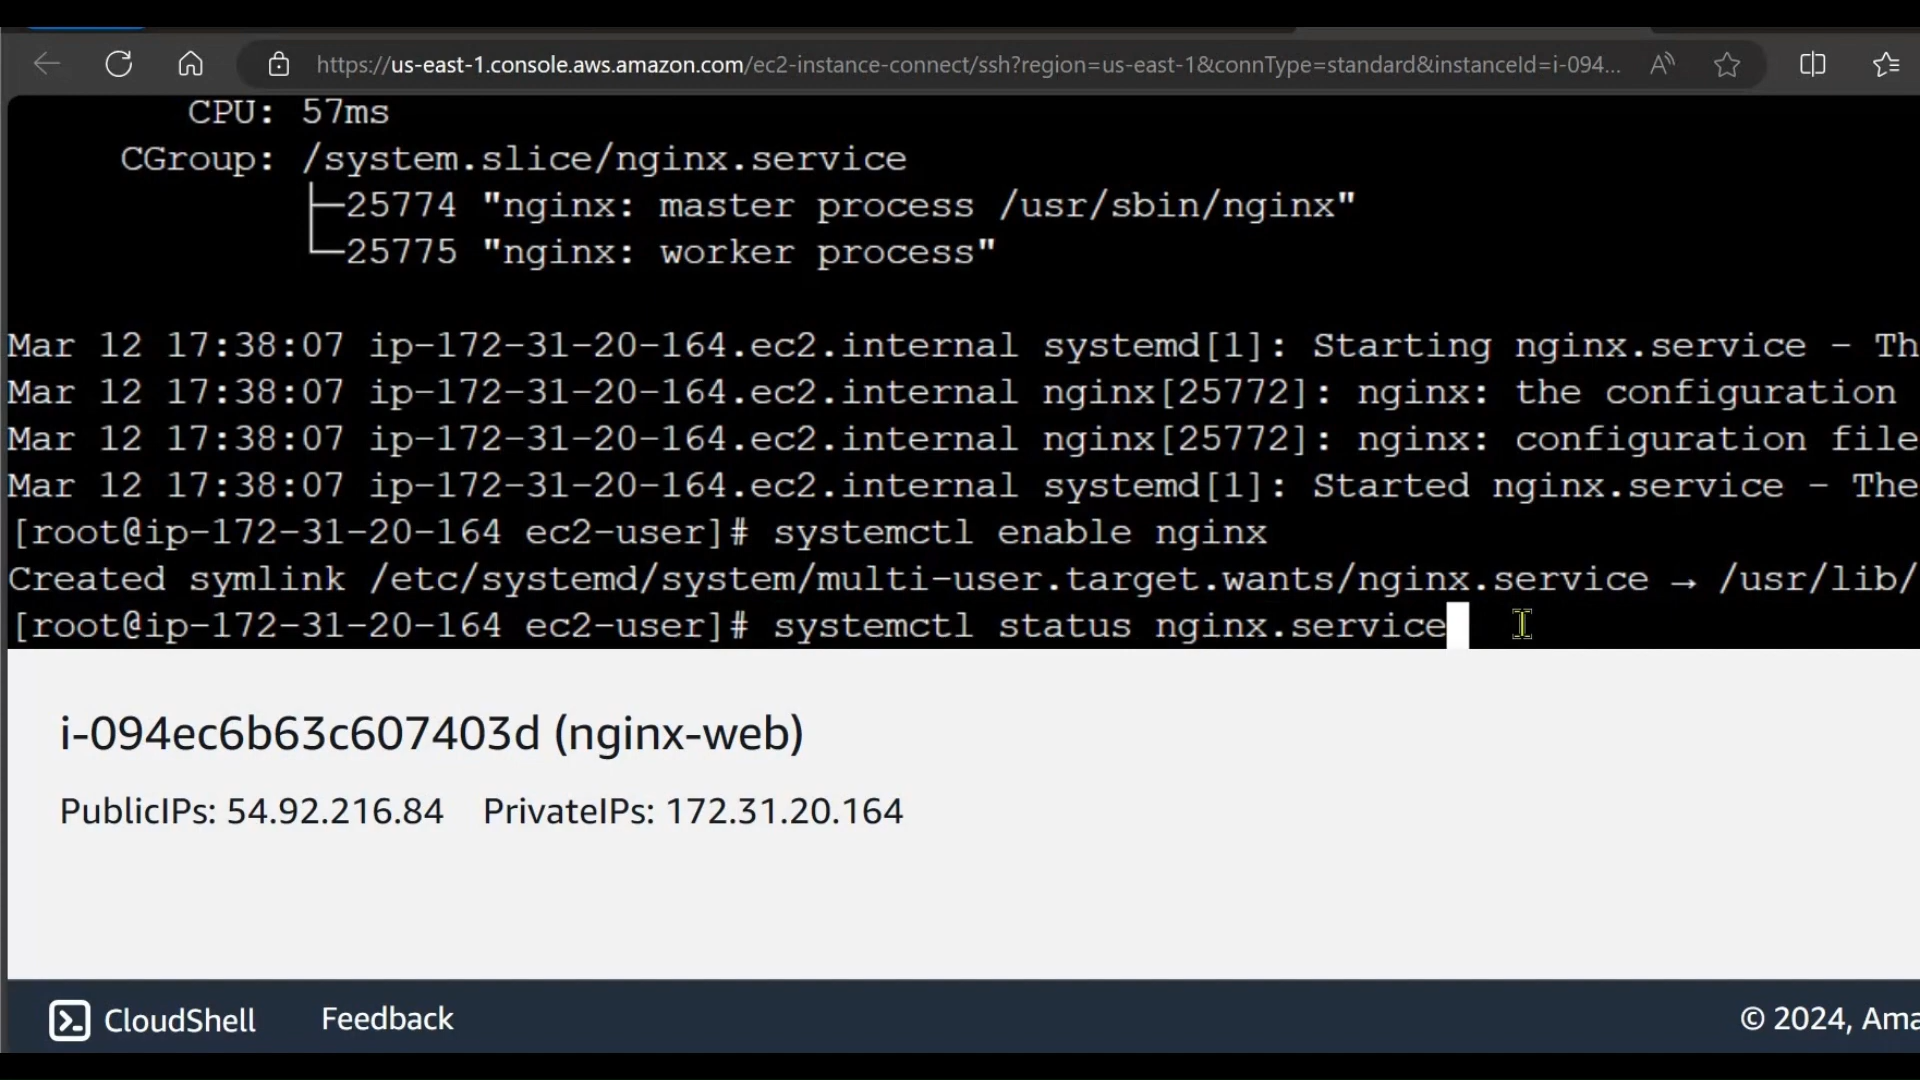 https://us-east-1.console.aws.amazon.com/ec2-instance-connect/ssh?region=us-east-1&connType=standard&instanceId=i-094...
CPU: 57ms
CGroup: /system.slice/nginx.service
├─25774 "nginx: master process /usr/sbin/nginx"
└─25775 "nginx: worker process"
Mar 12 17:38:07 ip-172-31-20-164.ec2.internal systemd[1]: Starting nginx.service - Th
Mar 12 17:38:07 ip-172-31-20-164.ec2.internal nginx[25772]: nginx: the configuration
Mar 12 17:38:07 ip-172-31-20-164.ec2.internal nginx[25772]: nginx: configuration file
Mar 12 17:38:07 ip-172-31-20-164.ec2.internal systemd[1]: Started nginx.service - The
[root@ip-172-31-20-164 ec2-user]# systemctl enable nginx
Created symlink /etc/systemd/system/multi-user.target.wants/nginx.service → /usr/lib/
[root@ip-172-31-20-164 ec2-user]# systemctl status nginx.service
i-094ec6b63c607403d (nginx-web)
PublicIPs: 54.92.216.84 PrivateIPs: 172.31.20.164
CloudShell Feedback © 2024, Ama